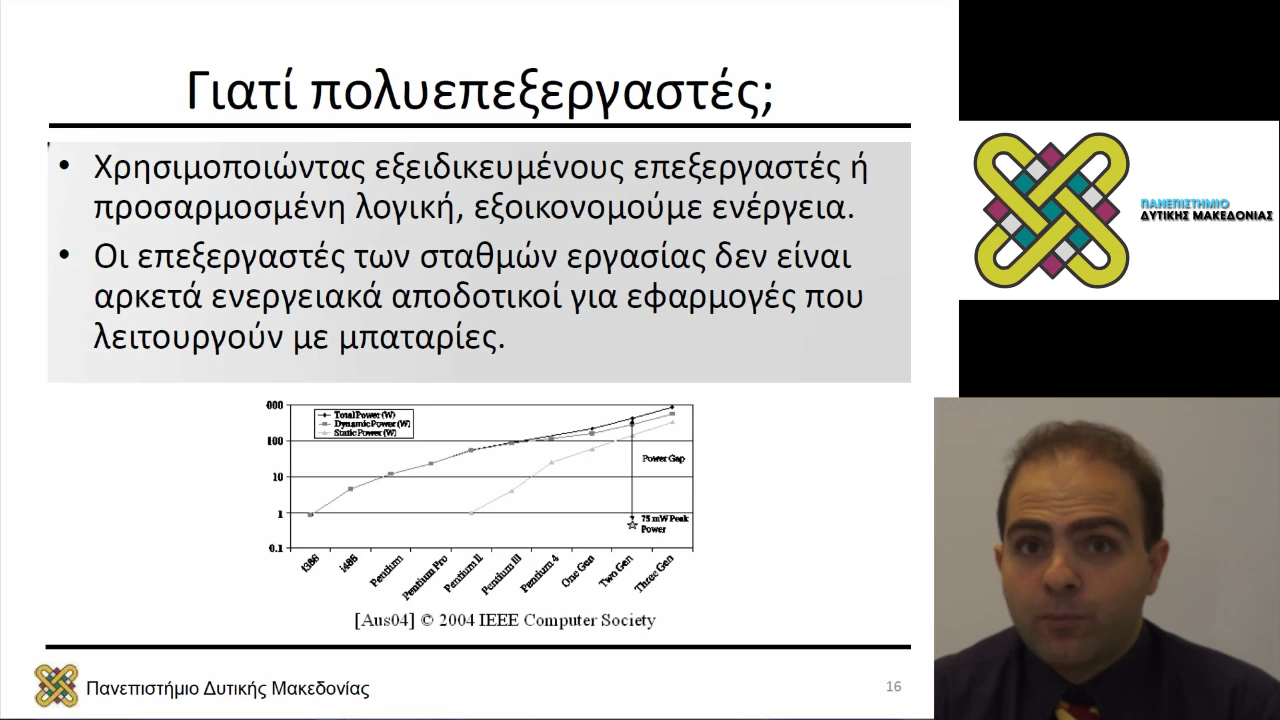 Γιατί πολυεπεξεργαστές;
• Χρησιμοποιώντας εξειδικευμένους επεξεργαστές ή
προσαρμοσμένη λογική, εξοικονομούμε ενέργεια.
• Οι επεξεργαστές των σταθμών εργασίας δεν είναι
αρκετά ενεργειακά αποδοτικοί για εφαρμογές που
λειτουργούν με μπαταρίες.
000
100
10
1
0.1
Total Power (W)
Dynamic Power (W)
Static Power (W)
Power Gap
75 mW Peak
Power
i386
i486
Pentium
Pentium Pro
Pentium II
Pentium III
Pentium 4
One Gen
Two Gen
Three Gen
[Aus04] © 2004 IEEE Computer Society
Πανεπιστήμιο Δυτικής Μακεδονίας
16
ΠΑΝΕΠΙΣΤΗΜΙΟ
ΔΥΤΙΚΗΣ ΜΑΚΕΔΟΝΙΑΣ